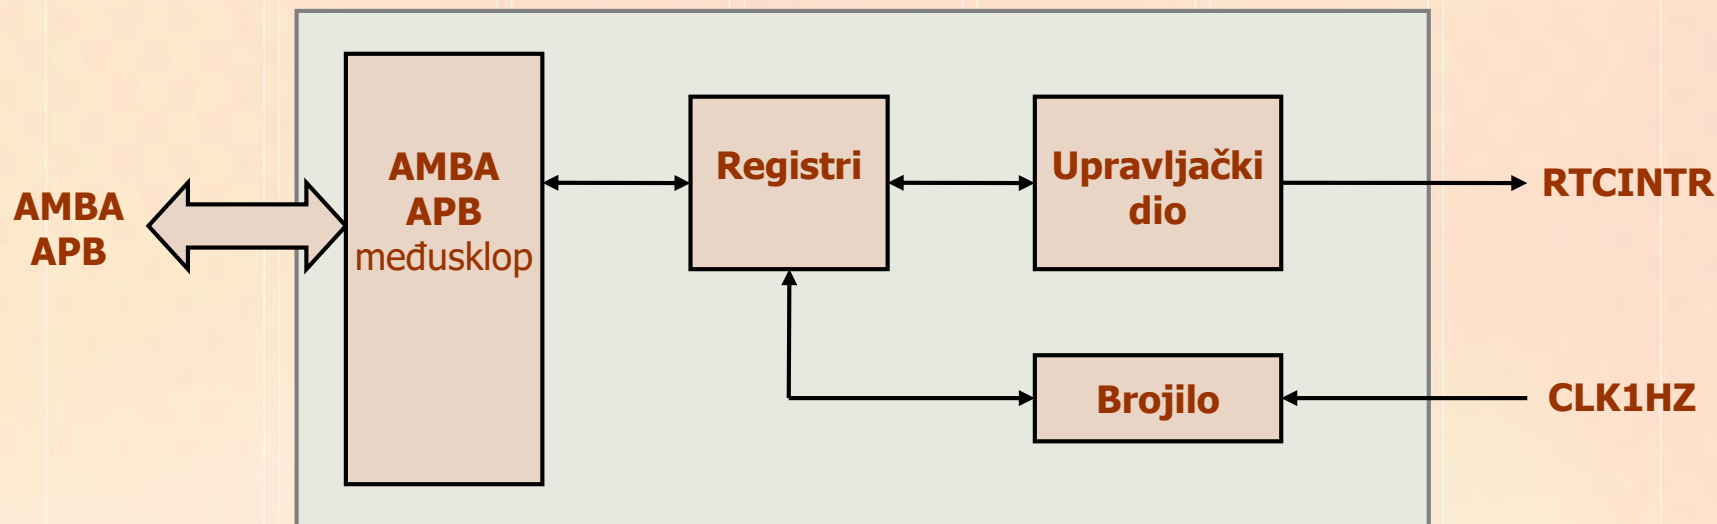 AMBA
APB
AMBA
APB
međusklop
Registri
Upravljački
dio
RTCINTR
Brojilo
CLK1HZ